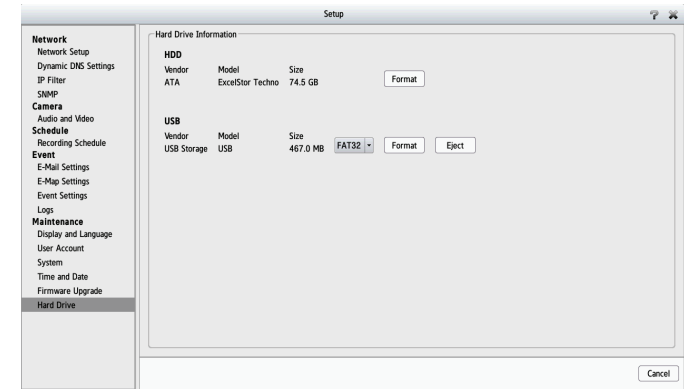 Setup
Network
Network Setup
Dynamic DNS Settings
IP Filter
SNMP
Camera
Audio and Video
Schedule
Recording Schedule
Event
E-Mail Settings
E-Map Settings
Event Settings
Logs
Maintenance
Display and Language
User Account
System
Time and Date
Firmware Upgrade
Hard Drive
Hard Drive Information
HDD
Vendor Model Size
ATA ExcelStor Techno 74.5 GB Format
USB
Vendor Model Size
USB Storage USB 467.0 MB FAT32 Format Eject
Cancel